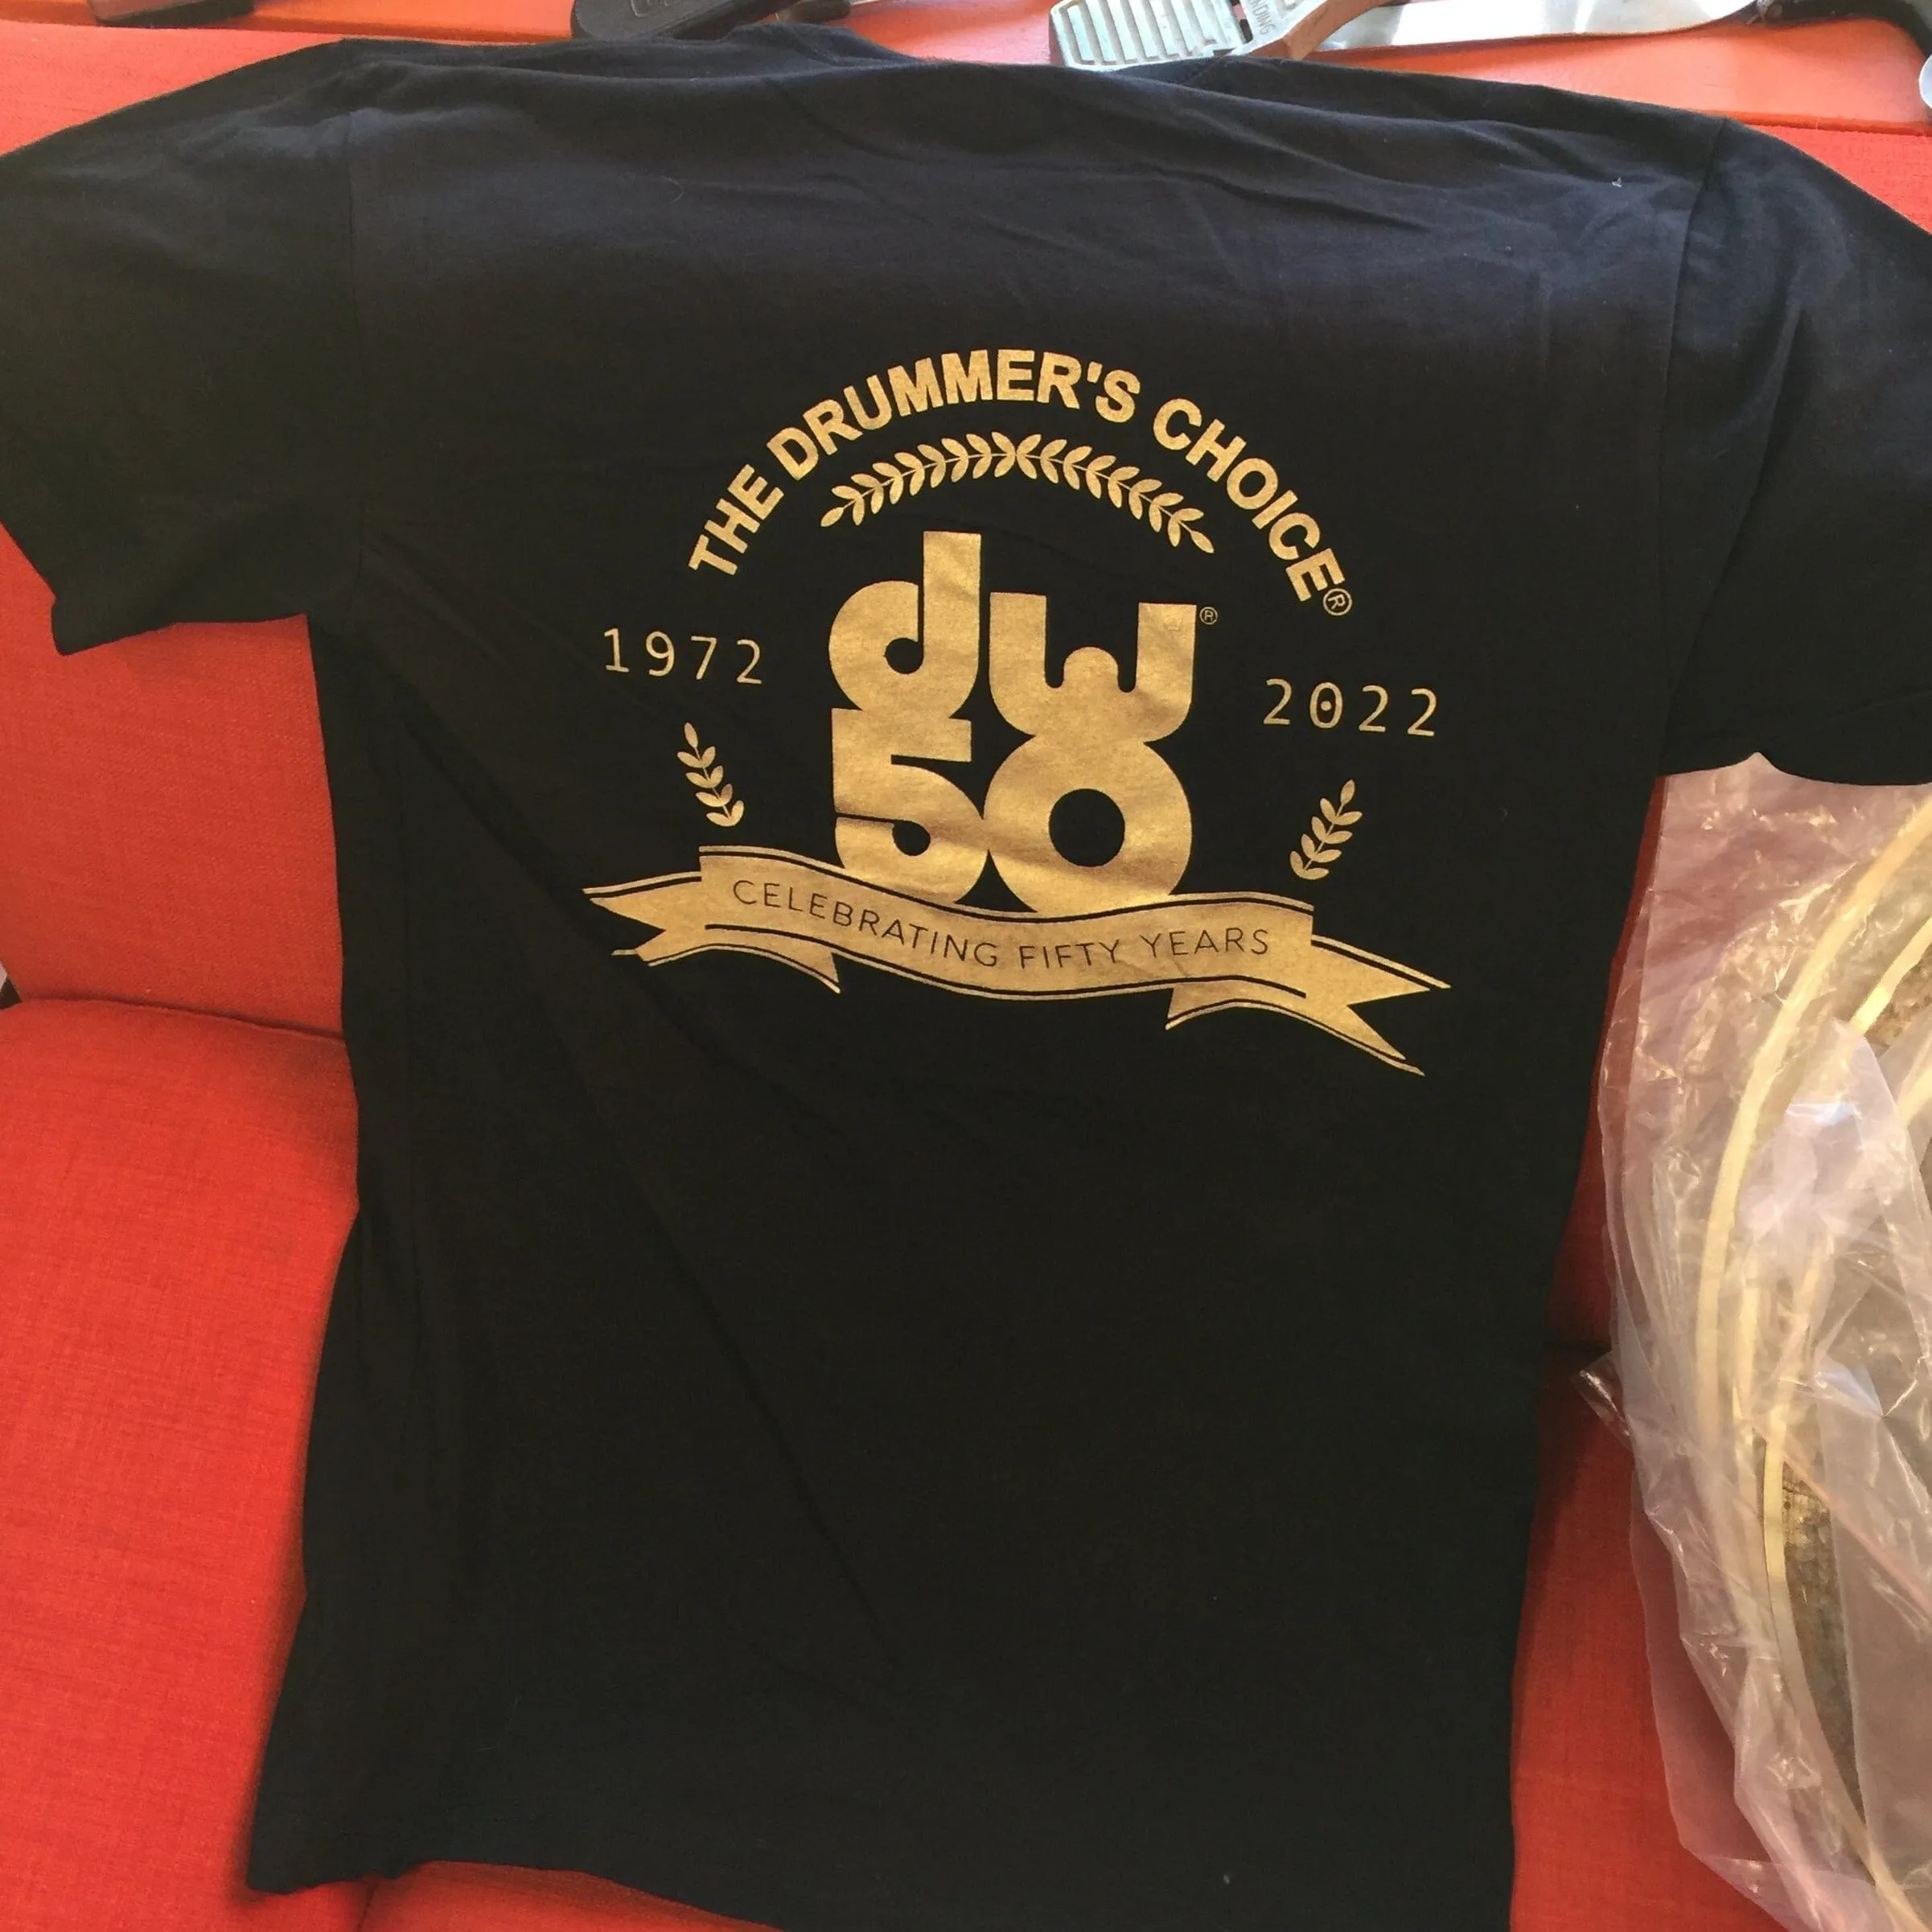 THE DRUMMER'S CHOICE®
dw®
1972
2022
50
CELEBRATING FIFTY YEARS